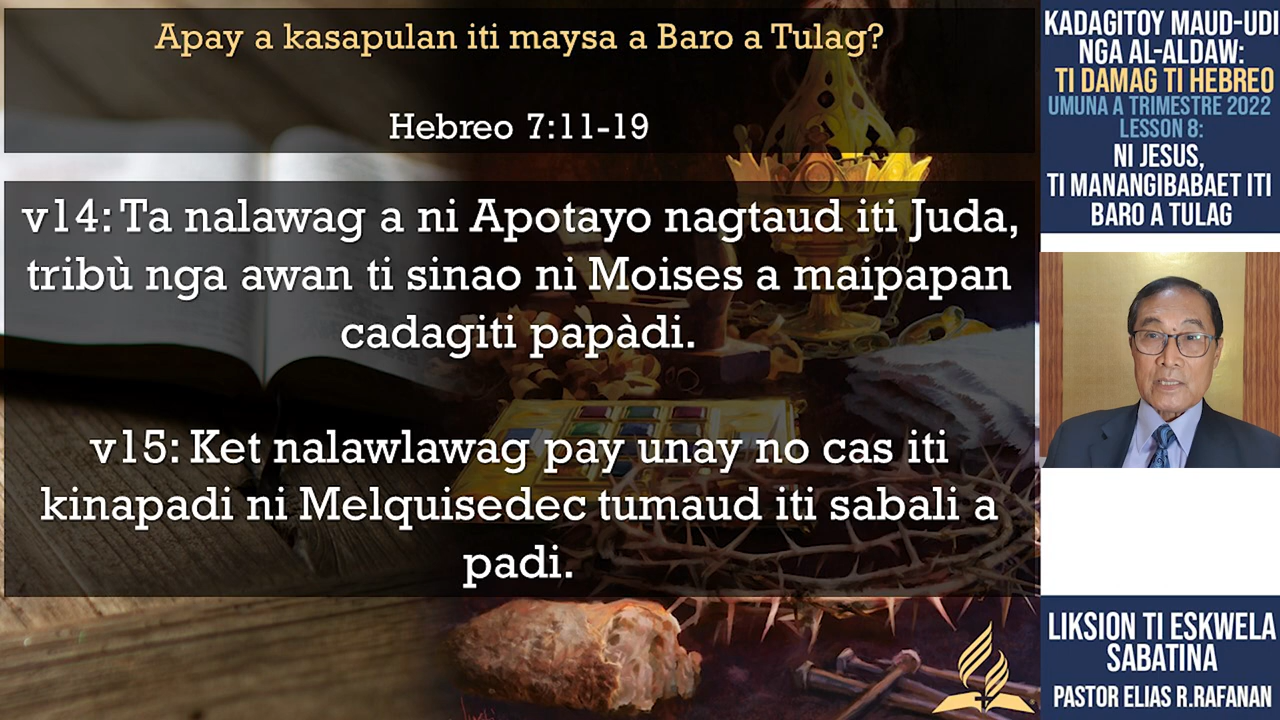 Apay a kasapulan iti maysa a Baro a Tulag?
Hebreo 7:11-19
v14: Ta nalawag a ni Apotayo nagtaud iti Juda,
tribù nga awan ti sinao ni Moises a maipapan
cadagiti papàdi.
v15: Ket nalawlawag pay unay no cas iti
kinapadi ni Melquisedec tumaud iti sabali a
padi.
KADAGITOY MAUD-UDI
NGA AL-ALDAW:
TI DAMAG TI HEBREO
UMUNA A TRIMESTRE 2022
LESSON 8:
NI JESUS,
TI MANANGIBABAET ITI
BARO A TULAG
LIKSION TI ESKWELA
SABATINA
PASTOR ELIAS R.RAFANAN